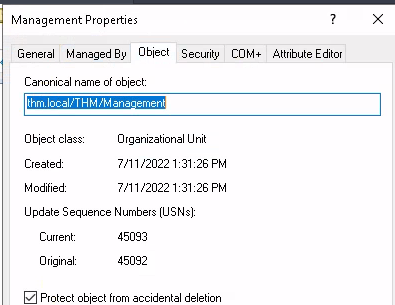 Management Properties
? ×
General Managed By Object Security COM+ Attribute Editor
Canonical name of object:
thm.local/THM/Management
Object class: Organizational Unit
Created: 7/11/2022 1:31:26 PM
Modified: 7/11/2022 1:31:26 PM
Update Sequence Numbers (USNs):
Current: 45093
Original: 45092
Protect object from accidental deletion